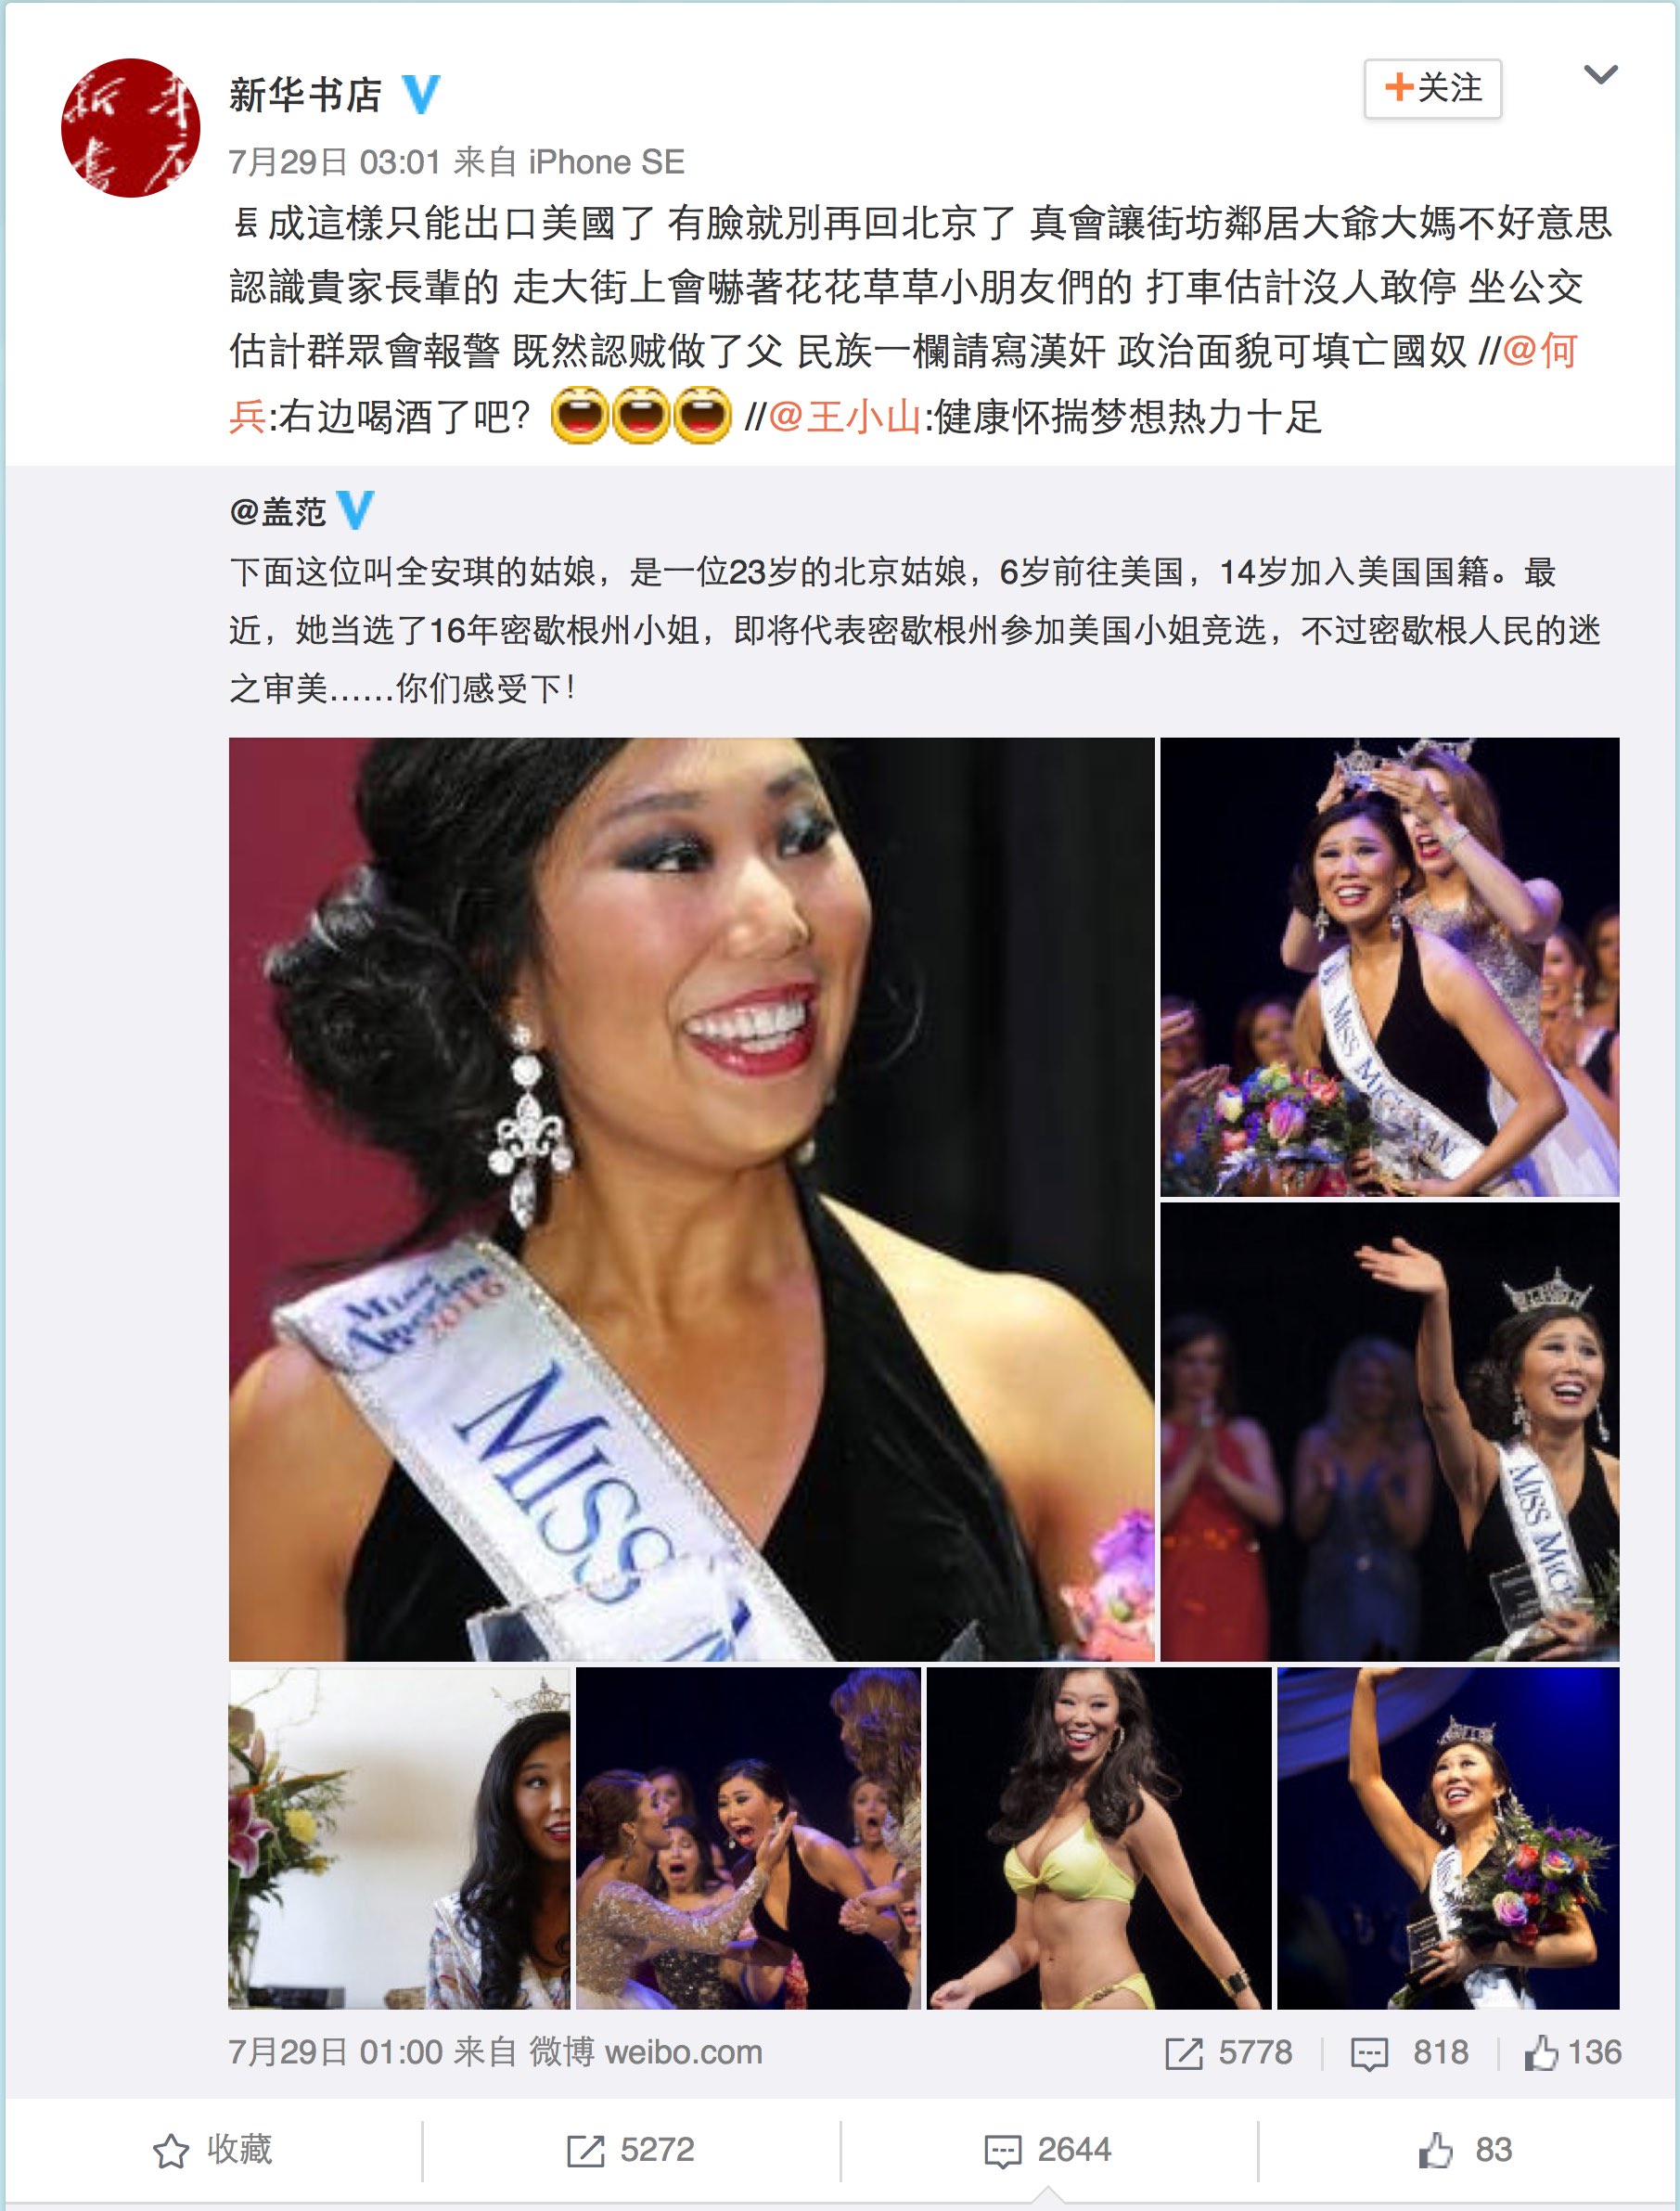 新华书店
新华书店
+关注
7月29日 03:01 来自 iPhone SE
長成這樣只能出口美國了 有臉就別再回北京了 真會讓街坊鄰居大爺大媽不好意思
認識貴家長輩的 走大街上會嚇著花花草草小朋友們的 打車估計沒人敢停 坐公交
估計群眾會報警 既然認贼做了父 民族一欄請寫漢奸 政治面貌可填亡國奴 //@何
兵:右边喝酒了吧? //@王小山:健康怀揣梦想热力十足
@盖范
下面这位叫全安琪的姑娘，是一位23岁的北京姑娘，6岁前往美国，14岁加入美国国籍。最
近，她当选了16年密歇根州小姐，即将代表密歇根州参加美国小姐竞选，不过密歇根人民的迷
之审美……你们感受下！
Miss
America
2016
MISS M
MISS MICHIGAN
MISS MIC
7月29日 01:00 来自 微博 weibo.com
5778
818
136
收藏
5272
2644
83